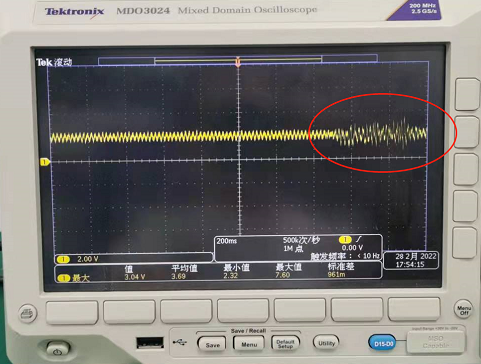 Tektronix MDO3024 Mixed Domain Oscilloscope
200 MHz
2.5 GS/s
Tek 滚动
1
1 2.00 V
200ms 500k次/秒 1 /
1M 点 0.00 V
触发频率: < 10 Hz
值 平均值 最小值 最大值 标准差
1 最大 3.04 V 3.69 2.32 7.60 961m
28 2月 2022
17:54:15
Menu
Off
Save / Recall
Save Menu Default
Setup Utility
D15-D0
MSO